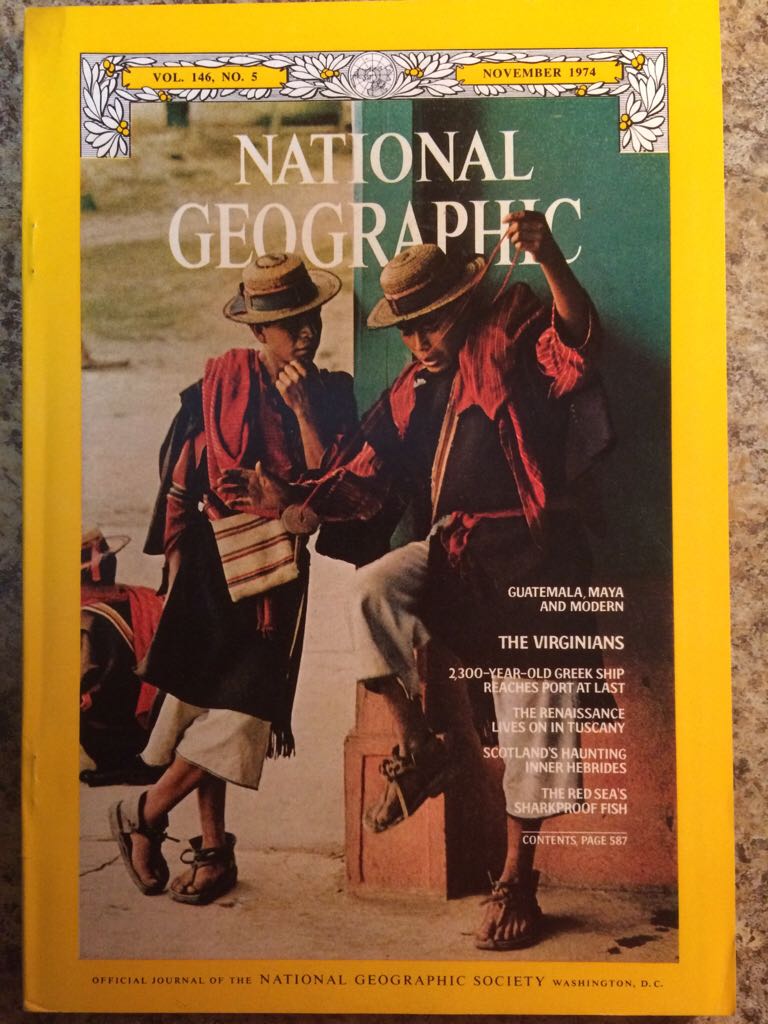 VOL. 146, NO. 5
NOVEMBER 1974
NATIONAL
GEOGRAPHIC
GUATEMALA, MAYA
AND MODERN
THE VIRGINIANS
2,300-YEAR-OLD GREEK SHIP
REACHES PORT AT LAST
THE RENAISSANCE
LIVES ON IN TUSCANY
SCOTLAND'S HAUNTING
INNER HEBRIDES
THE RED SEA'S
SHARKPROOF FISH
CONTENTS, PAGE 587
OFFICIAL JOURNAL OF THE NATIONAL GEOGRAPHIC SOCIETY WASHINGTON, D.C.